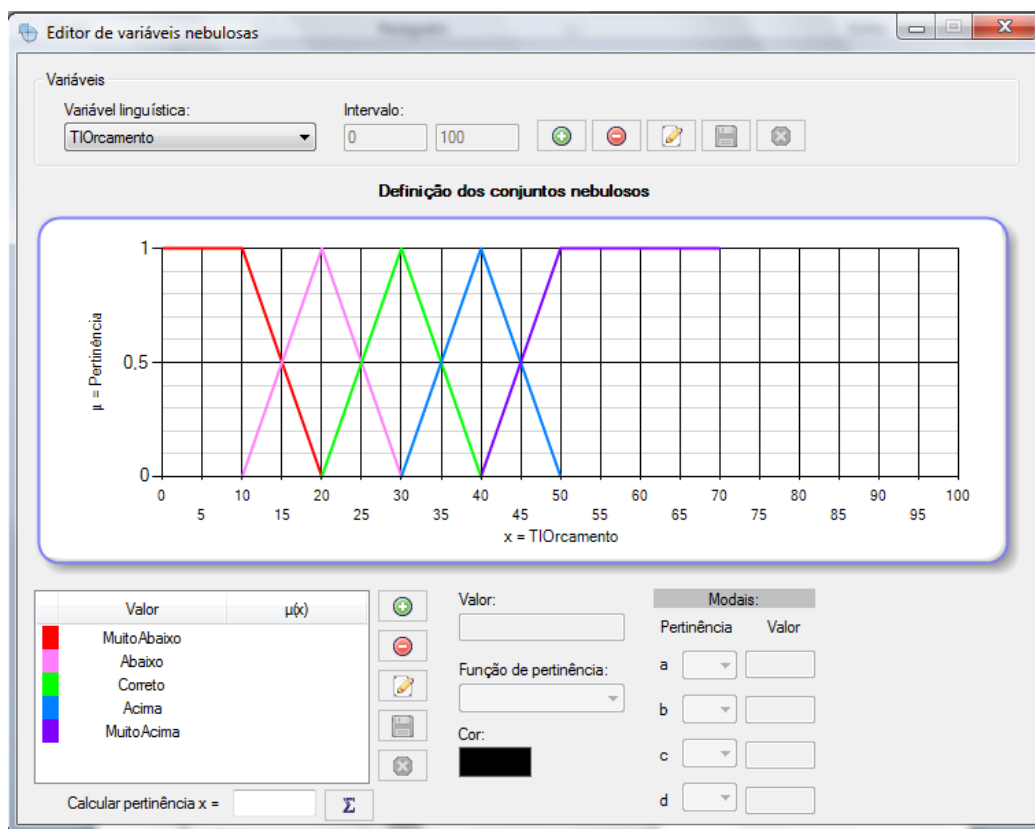 Editor de variáveis nebulosas
Variáveis
Variável linguística:
Intervalo:
TIOrcamento
0
100
Definição dos conjuntos nebulosos
μ = Pertinência
1
0,5
0
0 10 20 30 40 50 60 70 80 90 100
5 15 25 35 45 55 65 75 85 95
x = TIOrcamento
Valor μ(x)
MuitoAbaixo
Abaixo
Correto
Acima
MuitoAcima
Calcular pertinência x =
Σ
Valor:
Função de pertinência:
Cor:
Modais:
Pertinência Valor
a
b
c
d